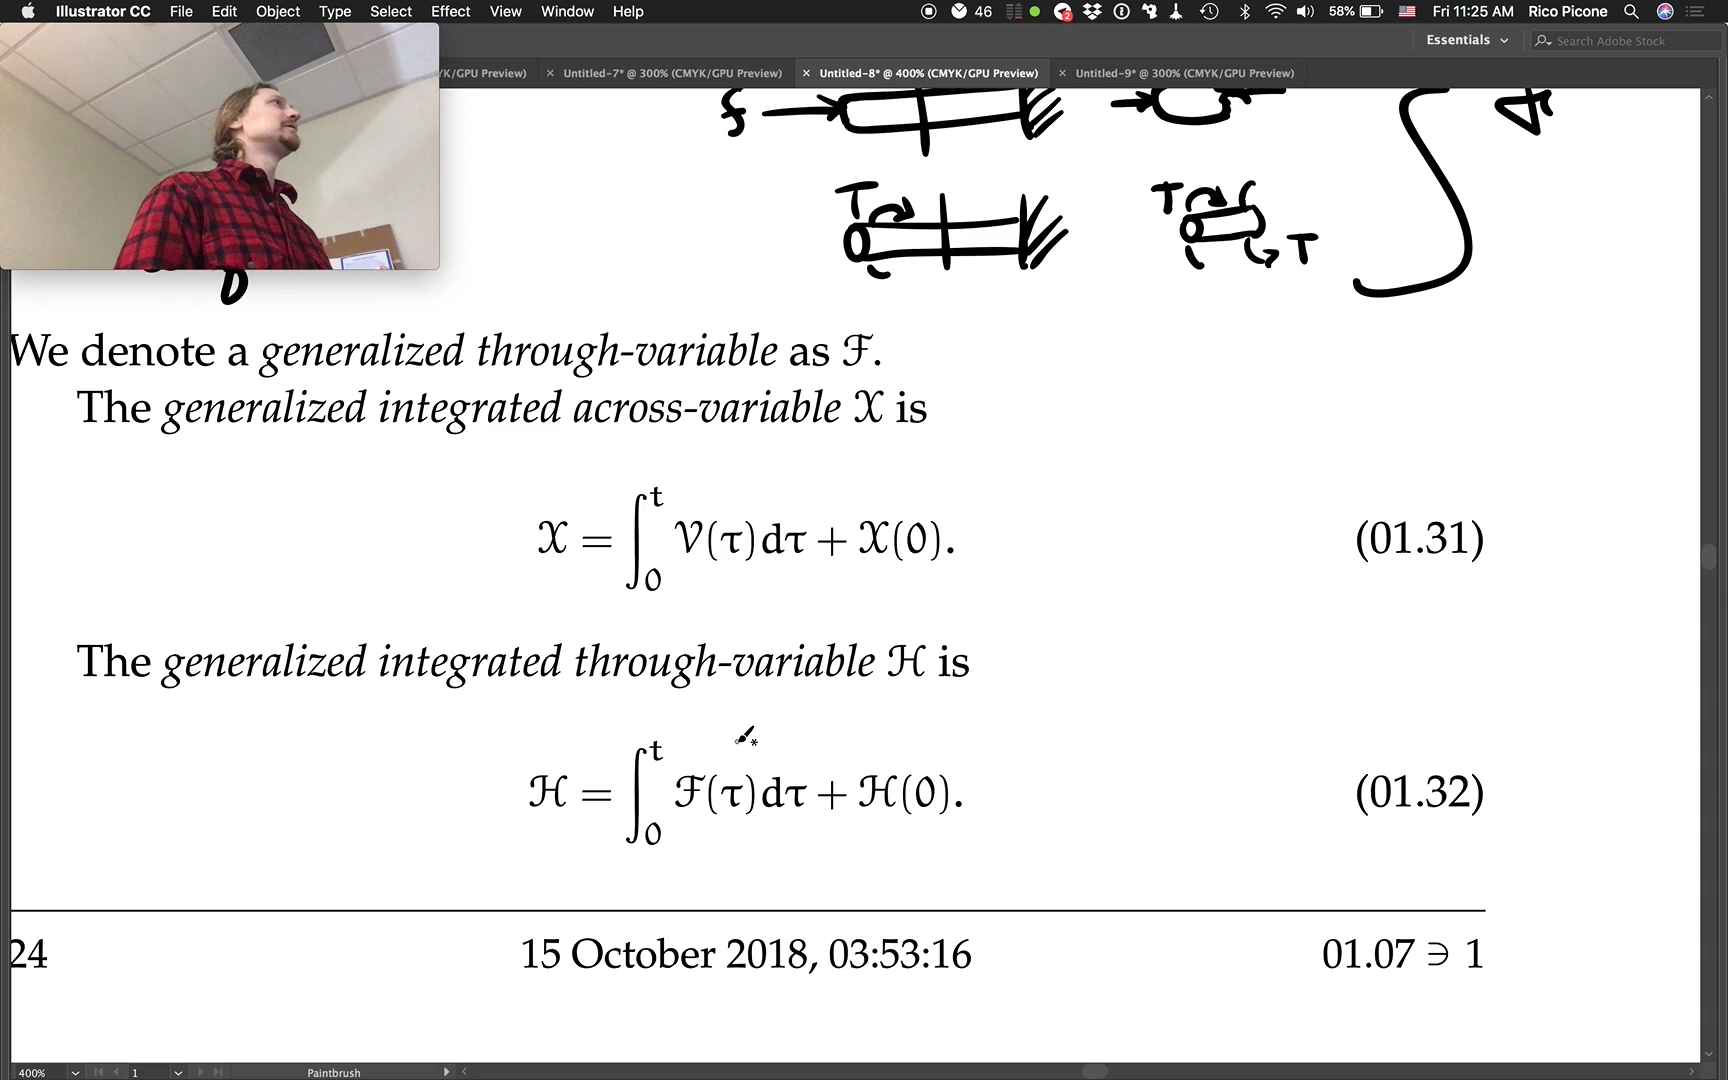 Illustrator CC File Edit Object Type Select Effect View Window Help 46 2 58% Fri 11:25 AM Rico Picone
Essentials Search Adobe Stock
YK/GPU Preview) × Untitled-7* @ 300% (CMYK/GPU Preview) × Untitled-8* @ 400% (CMYK/GPU Preview) × Untitled-9* @ 300% (CMYK/GPU Preview)
f
T T T
We denote a generalized through-variable as ℱ.
The generalized integrated across-variable 𝒳 is
𝒳 = ∫₀ᵗ 𝒱(τ) dτ + 𝒳(0). (01.31)
The generalized integrated through-variable ℋ is
ℋ = ∫₀ᵗ ℱ(τ) dτ + ℋ(0). (01.32)
24 15 October 2018, 03:53:16 01.07 ∋ 1
400% 1 Paintbrush